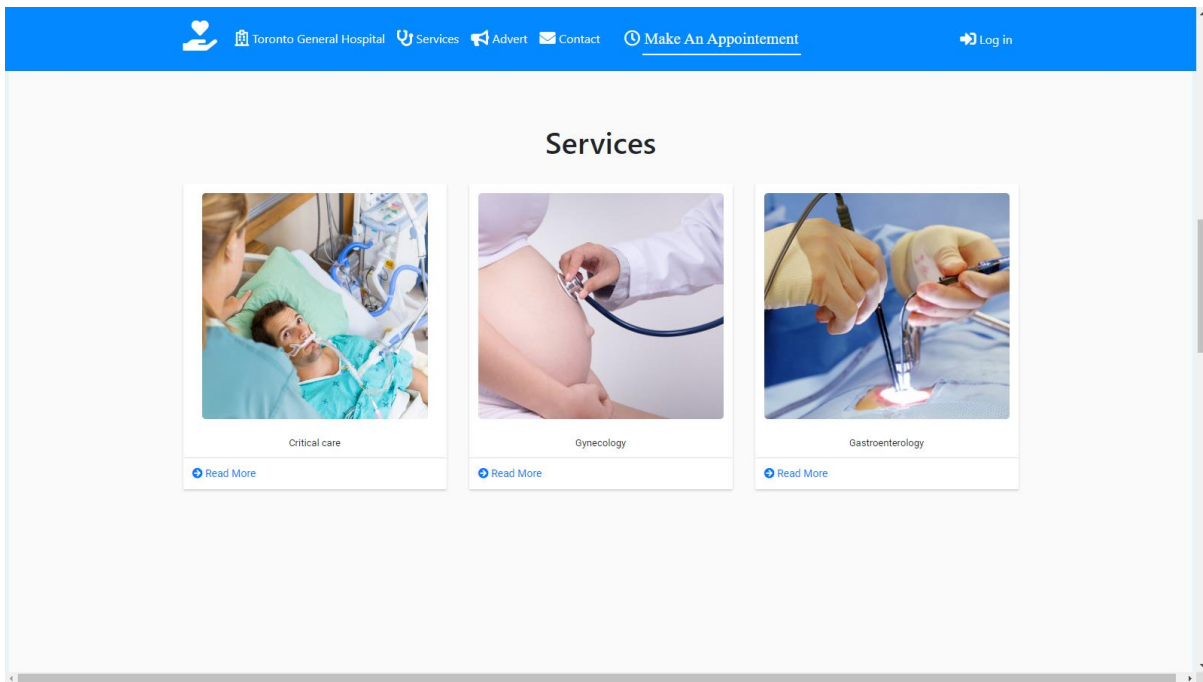 Toronto General Hospital Services Advert Contact Make An Appointement Log in
Services
Critical care
Gynecology
Gastroenterology
Read More
Read More
Read More